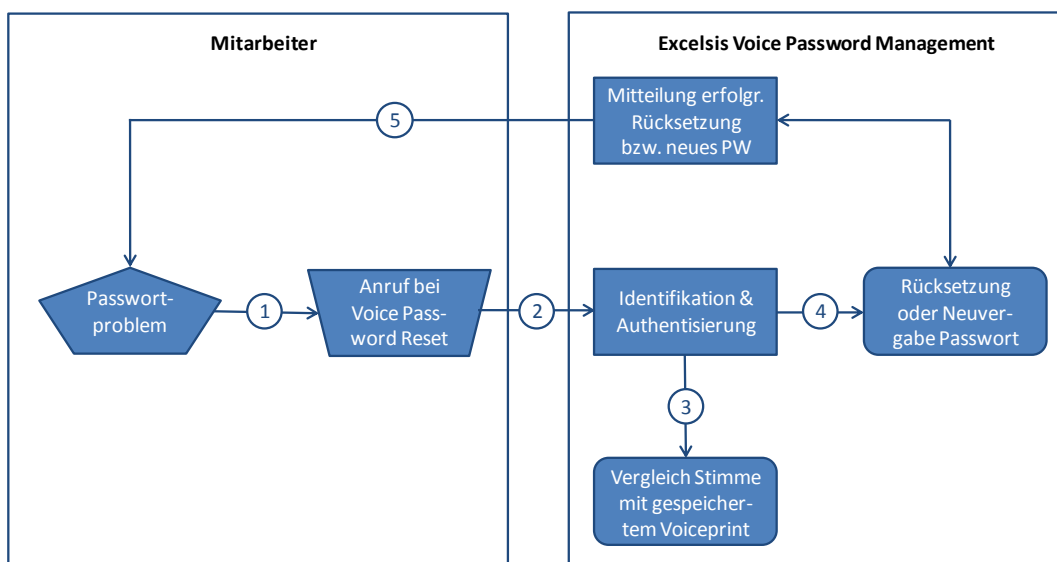 Mitarbeiter
Excelsis Voice Password Management
Mitteilung erfolgr.
Rücksetzung
bzw. neues PW
5
Passwort-
problem
1
Anruf bei
Voice Pass-
word Reset
2
Identifikation &
Authentisierung
4
Rücksetzung
oder Neuver-
gabe Passwort
3
Vergleich Stimme
mit gespeicher-
tem Voiceprint